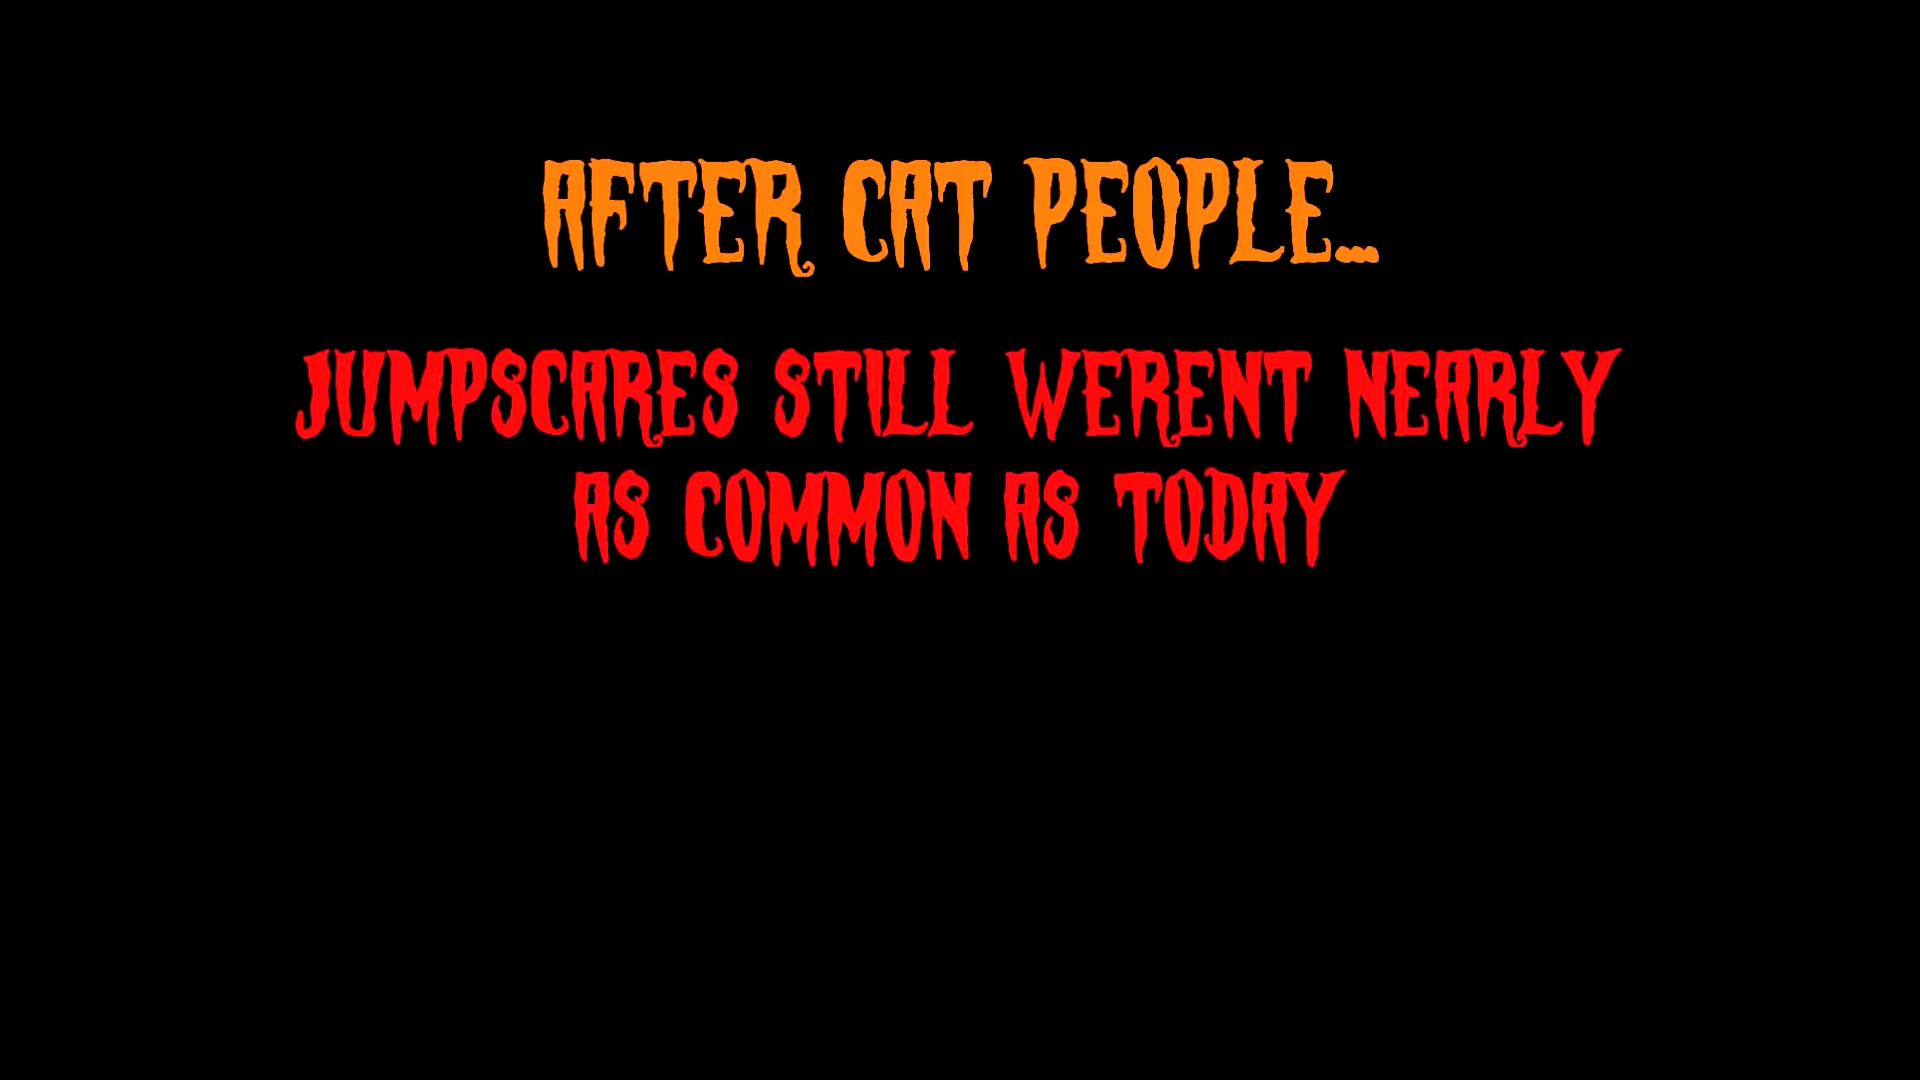 AFTER CAT PEOPLE...
JUMPSCARES STILL WERENT NEARLY
AS COMMON AS TODAY